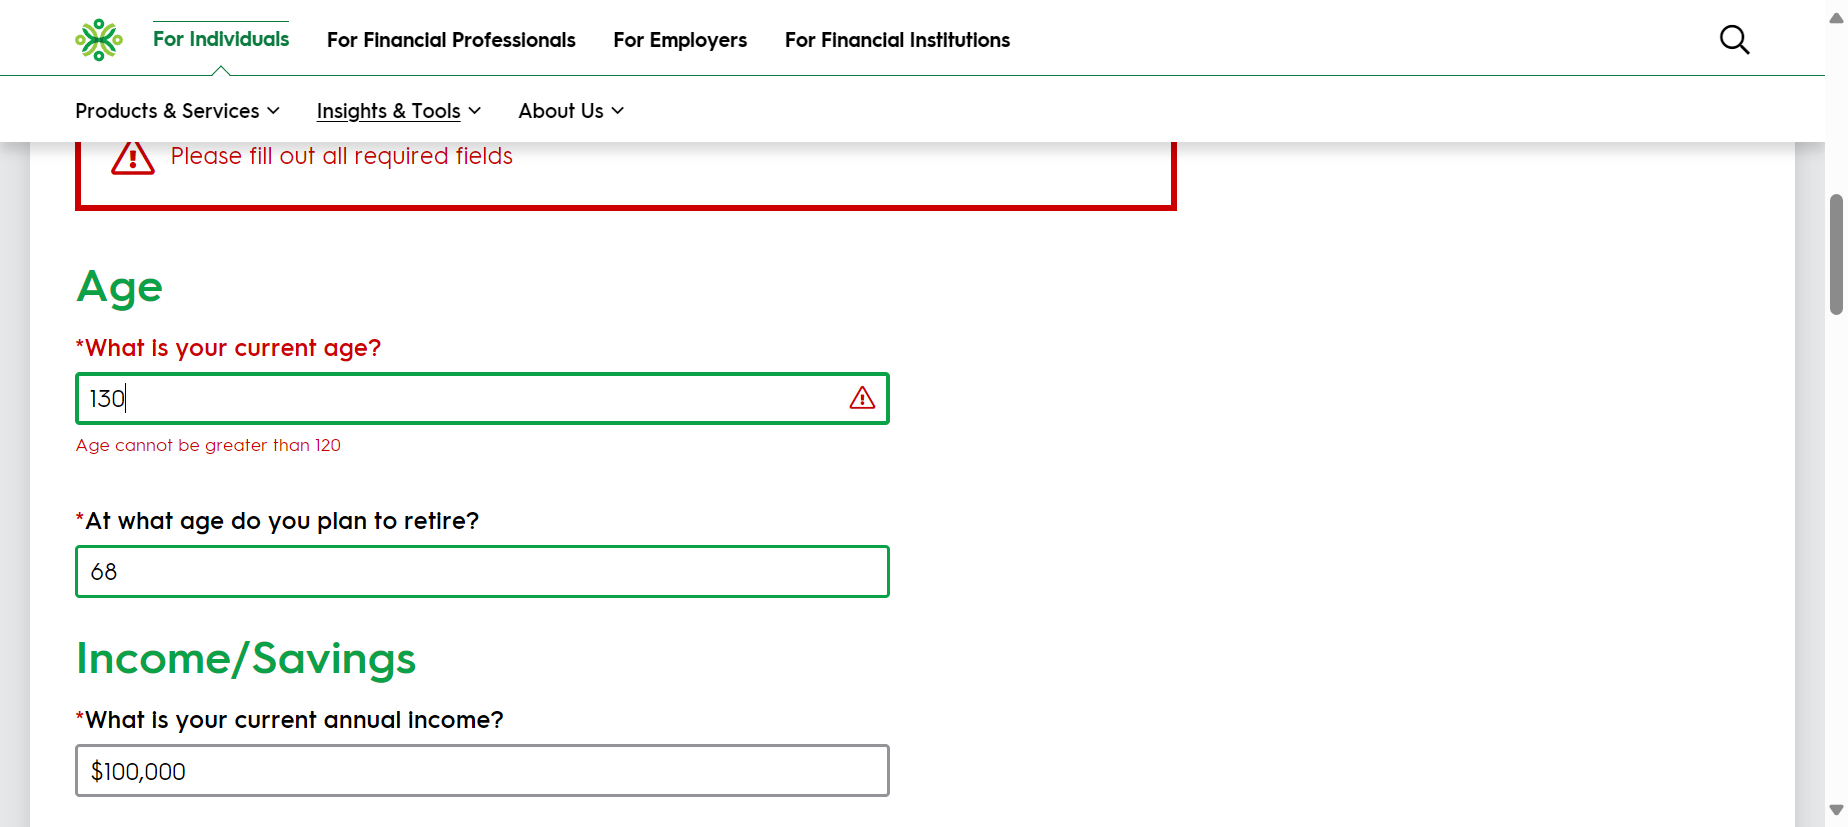 For Individuals
For Financial Professionals
For Employers
For Financial Institutions
Products & Services
Insights & Tools
About Us
Please fill out all required fields
Age
*What is your current age?
130
Age cannot be greater than 120
*At what age do you plan to retire?
68
Income/Savings
*What is your current annual income?
$100,000